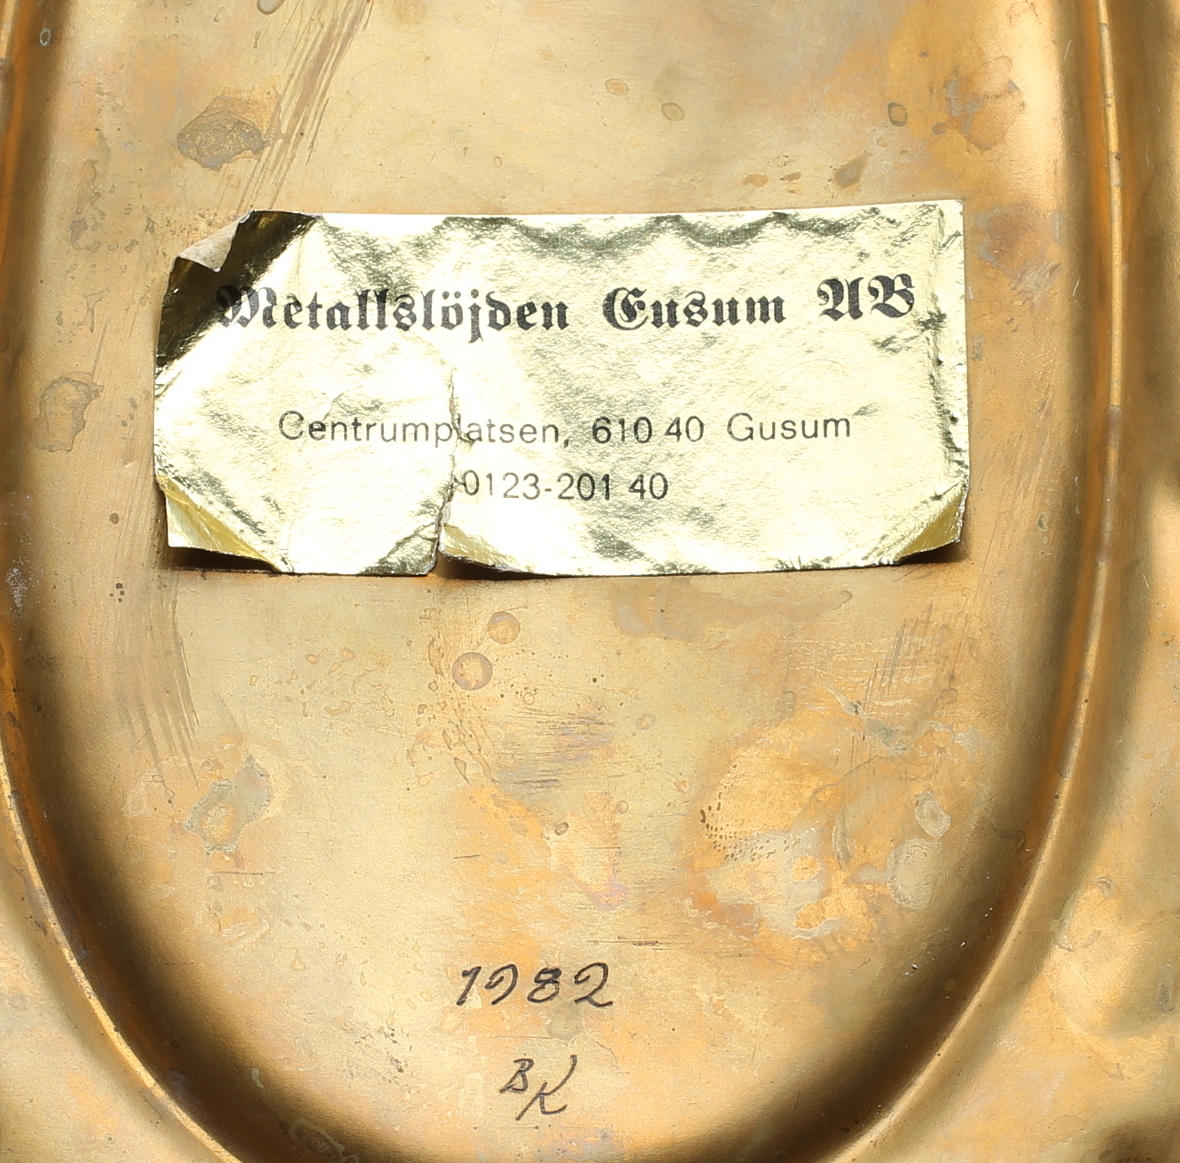 Metallslöjden Gusum AB
Centrumplatsen, 610 40 Gusum
0123-201 40
1982
BK